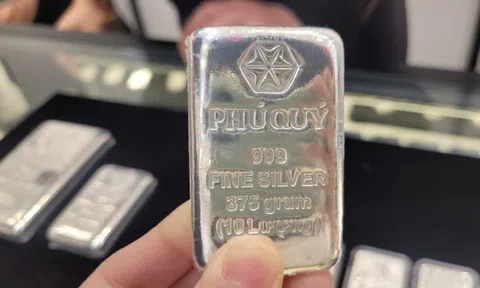 PHÚ QUÝ
999
FINE SILVER
375 gram
(10 Lượng)